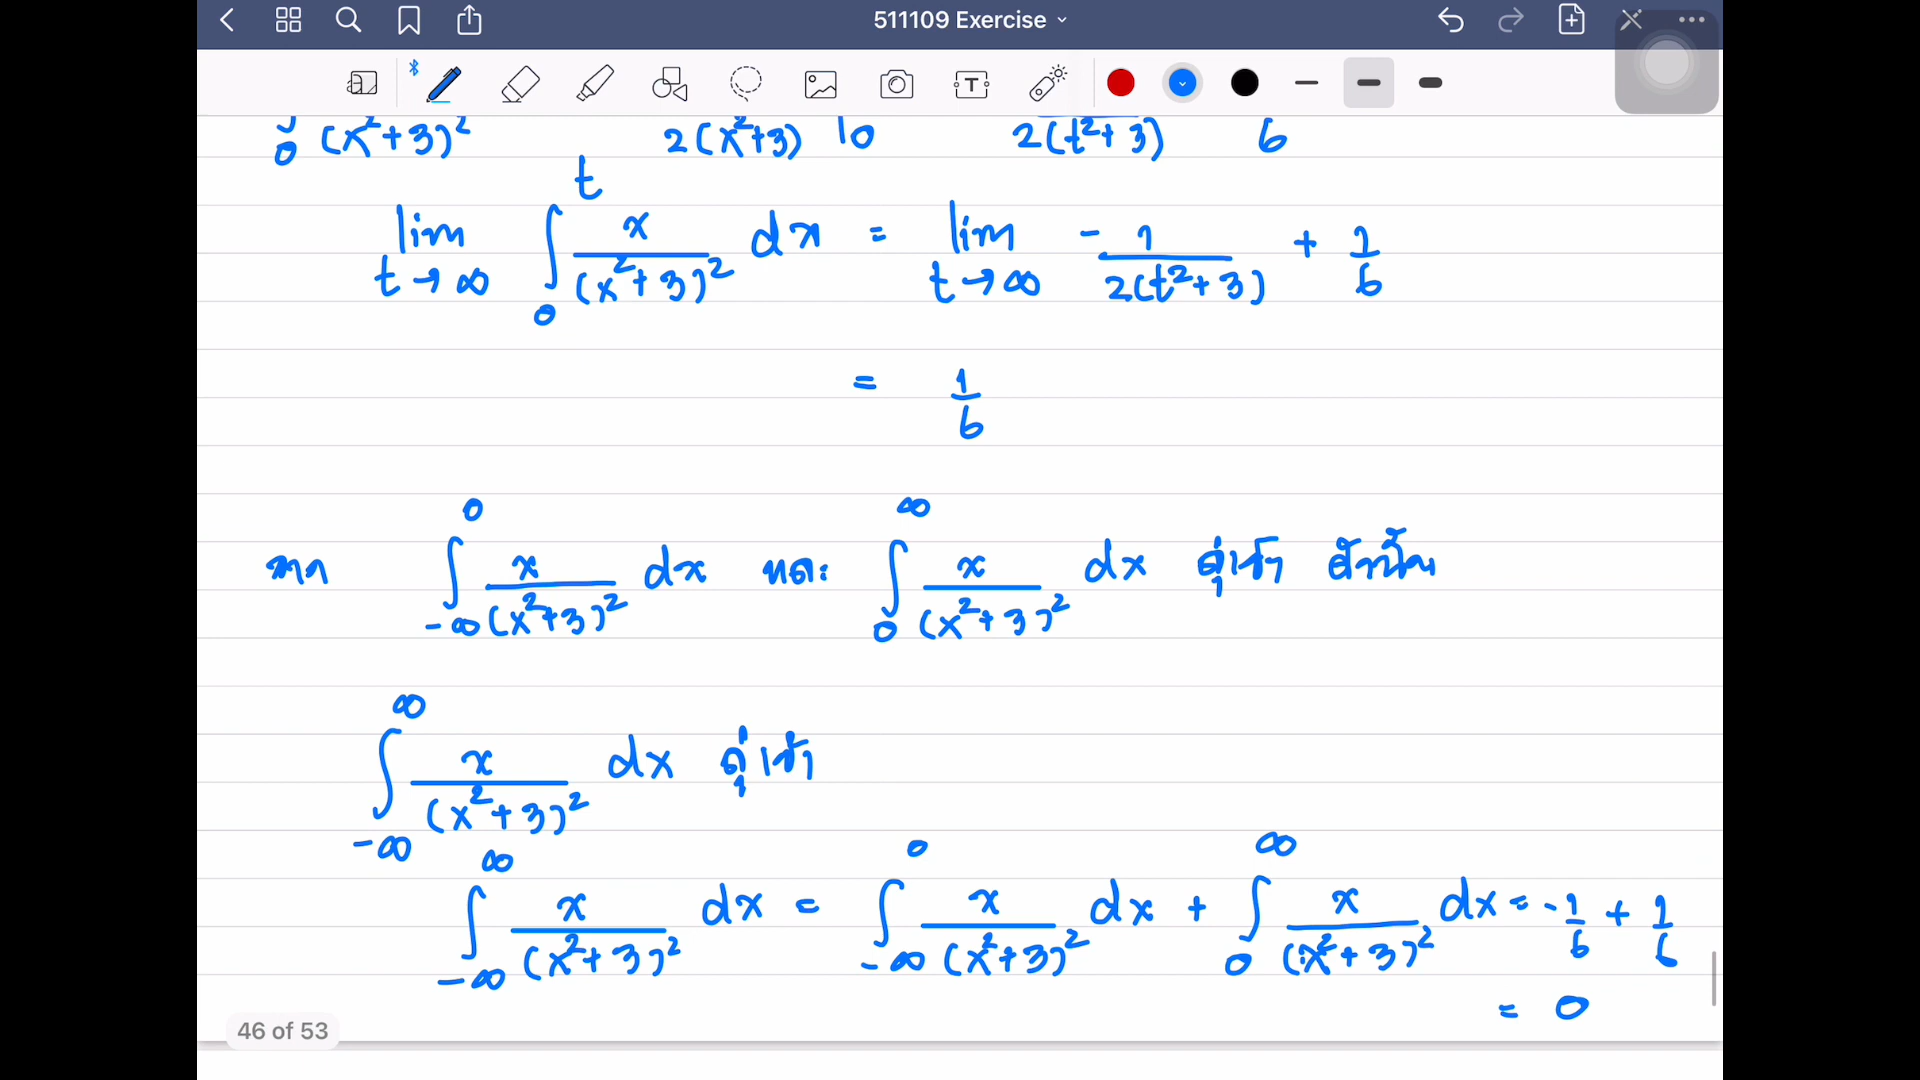 511109 Exercise
∫₀ (x²+3)² 2(x²+3) |0 2(t²+3) 6
lim t→∞ ∫₀ᵗ x/(x²+3)² dx = lim t→∞ -1/2(t²+3) + 1/6
= 1/6
จาก ∫_{-∞}^{0} x/(x²+3)² dx และ ∫_{0}^{∞} x/(x²+3)² dx ลู่เข้า ดังนั้น
∫_{-∞}^{∞} x/(x²+3)² dx ลู่เข้า
∫_{-∞}^{∞} x/(x²+3)² dx = ∫_{-∞}^{0} x/(x²+3)² dx + ∫_{0}^{∞} x/(x²+3)² dx = -1/6 + 1/6
= 0
46 of 53